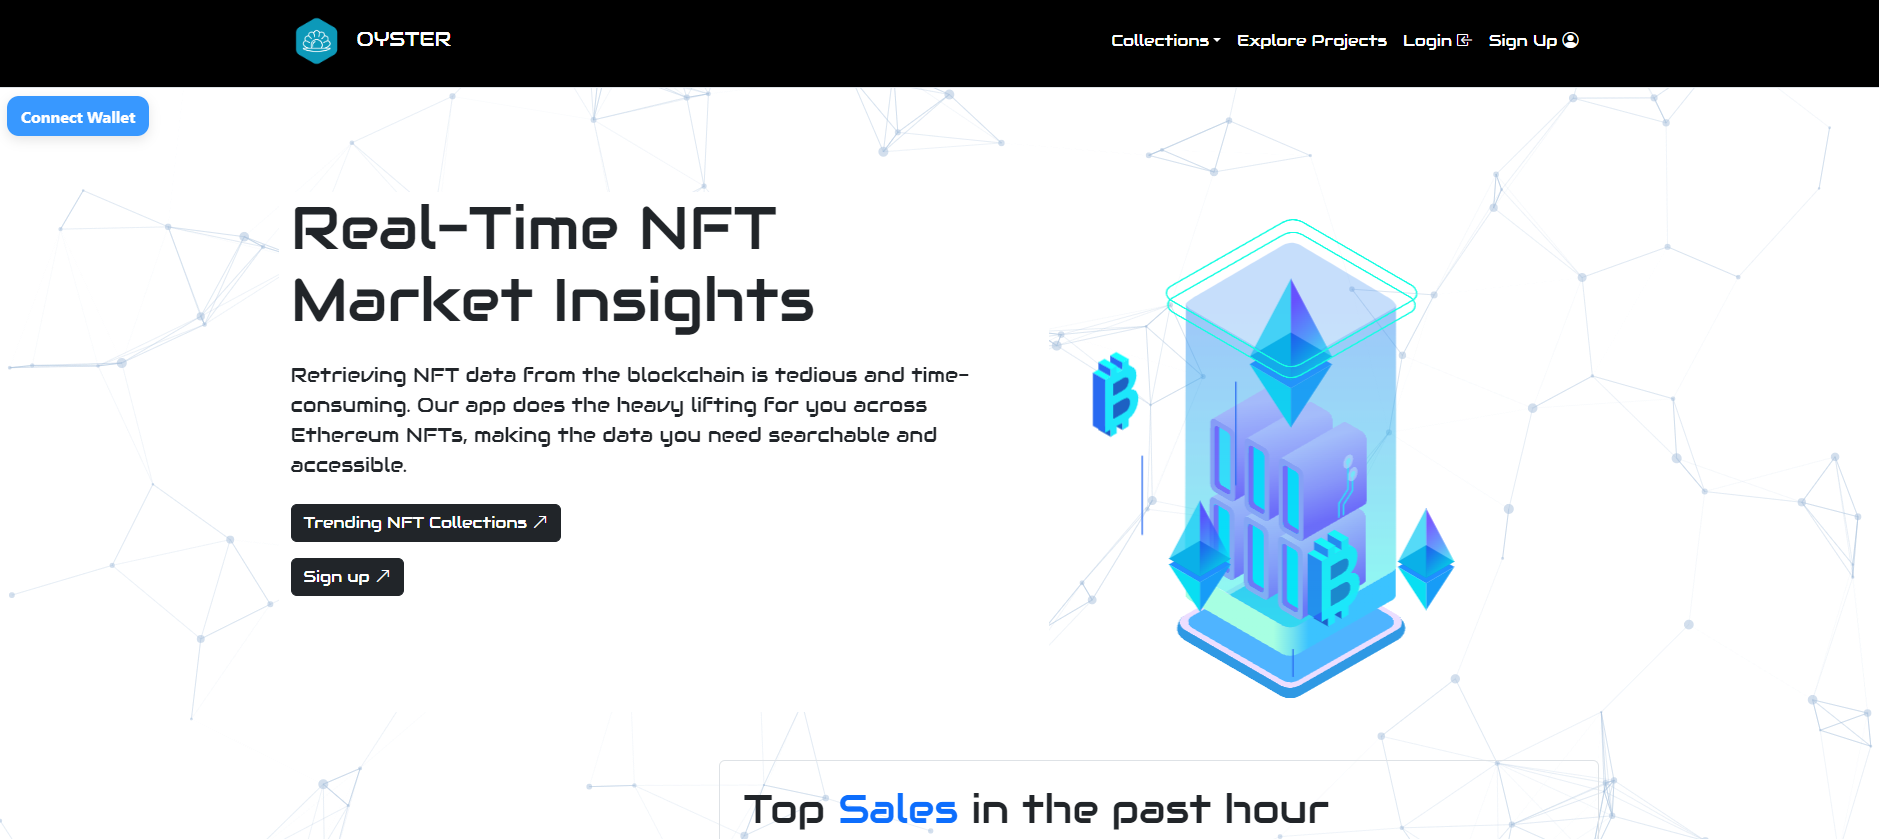 OYSTER
Collections Explore Projects Login Sign Up
Connect Wallet
Real-Time NFT
Market Insights
Retrieving NFT data from the blockchain is tedious and time-
consuming. Our app does the heavy lifting for you across
Ethereum NFTs, making the data you need searchable and
accessible.
Trending NFT Collections
Sign up
Top Sales in the past hour